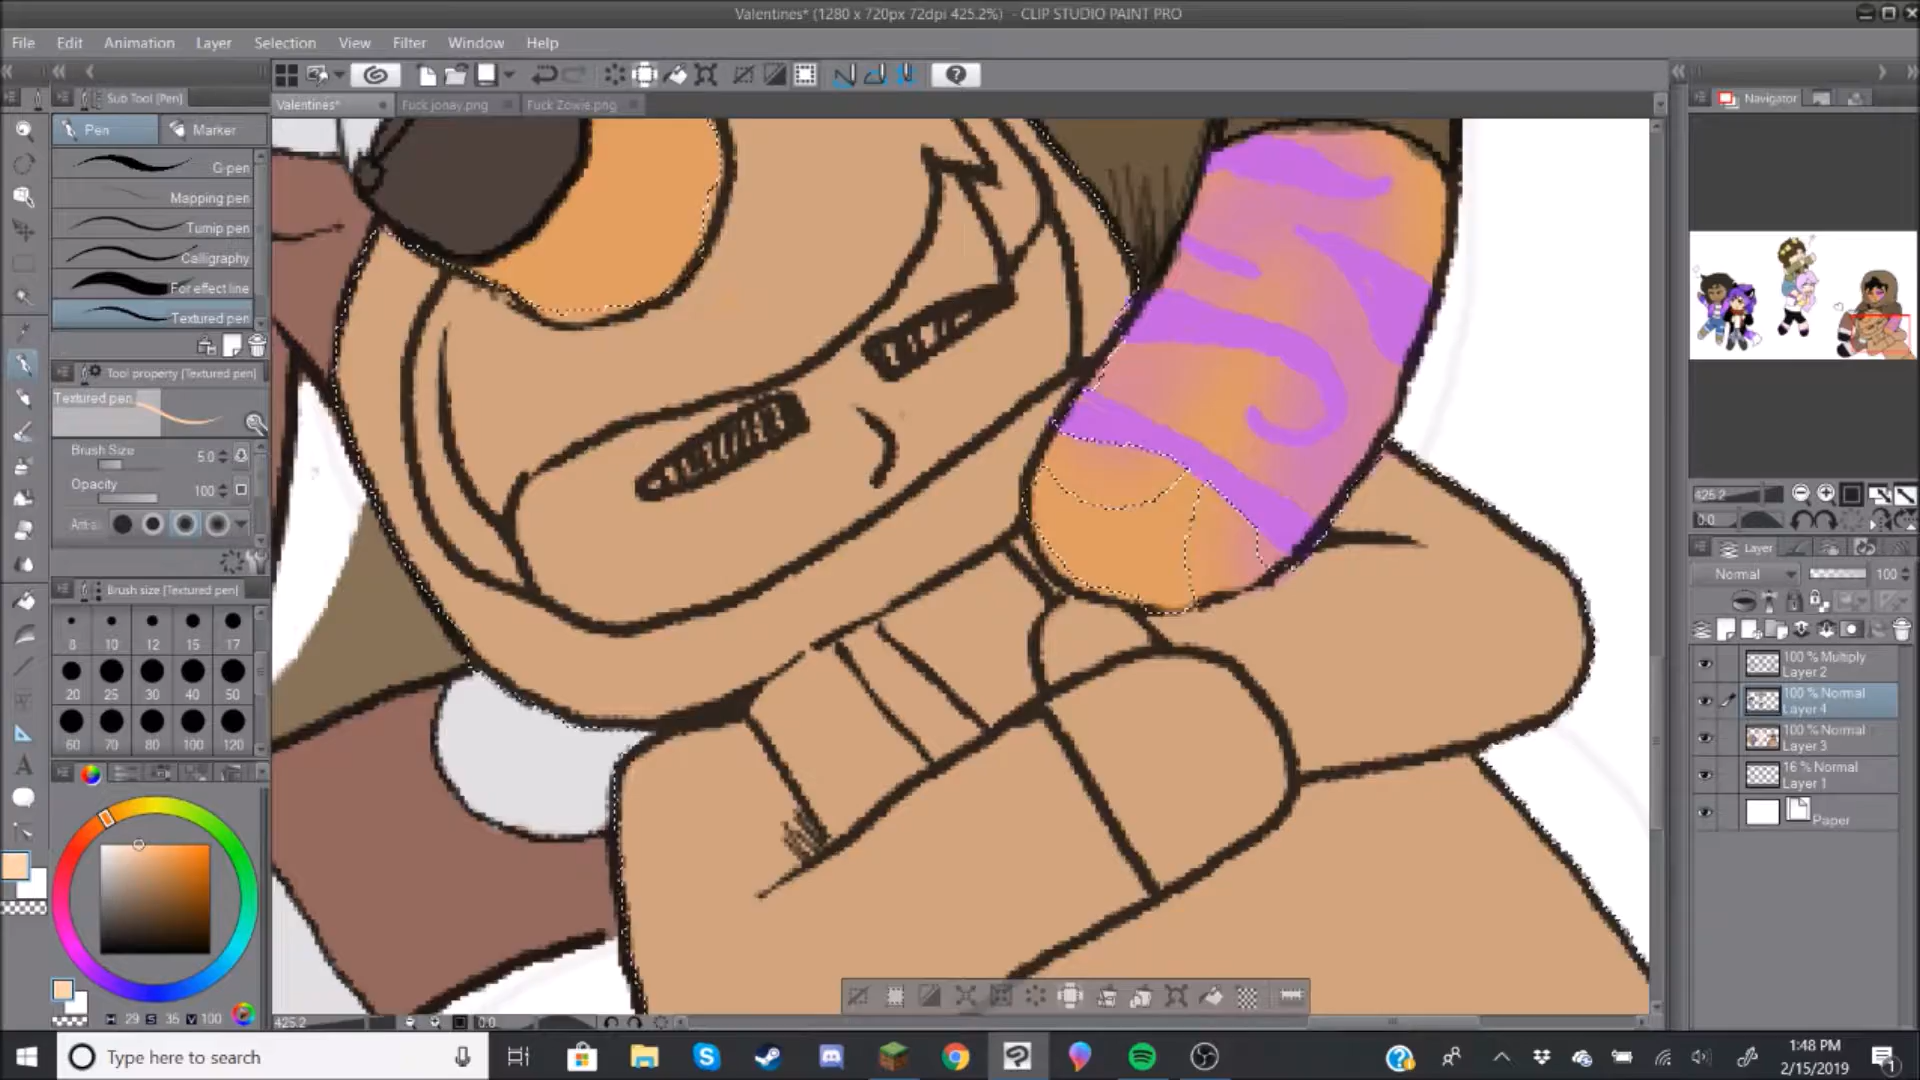 Valentines* (1280 x 720px 72dpi 425.2%) - CLIP STUDIO PAINT PRO
File Edit Animation Layer Selection View Filter Window Help
Sub Tool [Pen]
Valentines*
Fuck jonay.png
Fuck Zowie.png
Navigator
Pen
Marker
G-pen
Mapping pen
Turnip pen
Calligraphy
For effect line
Textured pen
Tool property [Textured pen]
Textured pen
Brush Size 5.0
Opacity 100
Brush size [Textured pen]
8 10 12 15 17
20 25 30 40 50
60 70 80 100 120
H 29 S 35 V 100
425.2
0.0
Layer
Normal 100
100 % Multiply
Layer 2
100 % Normal
Layer 4
100 % Normal
Layer 3
16 % Normal
Layer 1
Paper
425.2
0.0
Type here to search
1:48 PM
2/15/2019
1